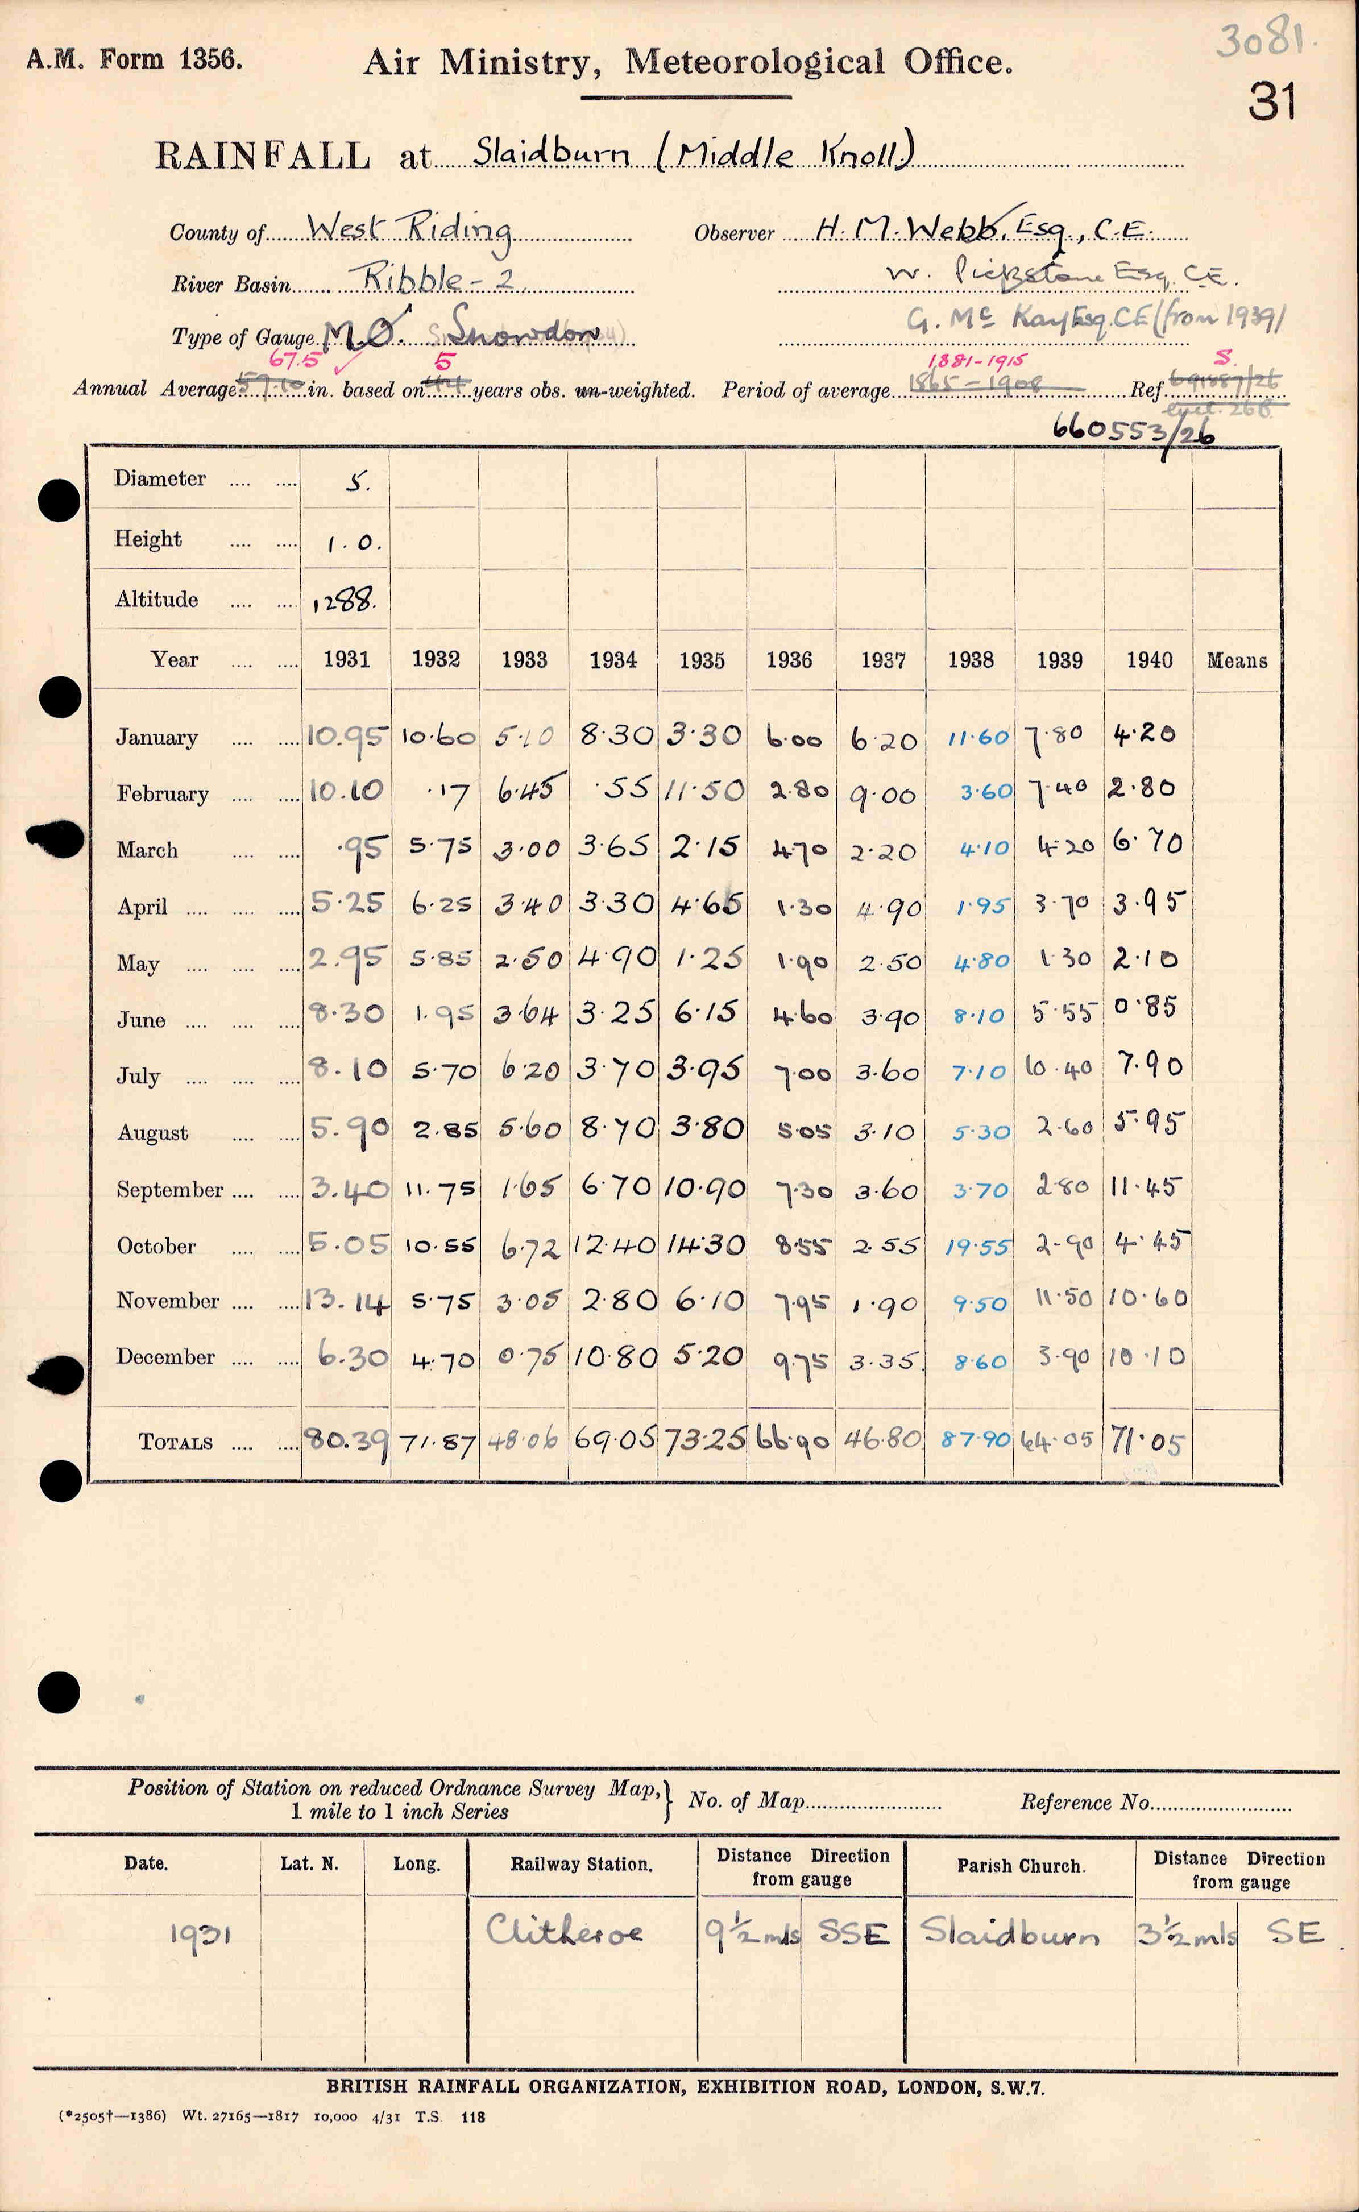 3081.
A.M. Form 1356. Air Ministry, Meteorological Office.
31
RAINFALL at Slaidburn (Middle Knoll)
County of West Riding Observer H. M. Webb, Esq., C.E.
River Basin Ribble - 2 W. Pickstone Esq. C.E.
Type of Gauge M.O. Snowdon G. Mc Kay Esq. C.E (from 1939)
67.5 5 1881-1915 S.
Annual Average 59.10 in. based on 44 years obs. un-weighted. Period of average 1865-1908 Ref. 691887/26
encl. 26B
660553/26
Diameter 5.
Height 1.0.
Altitude 1288.
Year 1931 1932 1933 1934 1935 1936 1937 1938 1939 1940 Means
January 10.95 10.60 5.10 8.30 3.30 6.00 6.20 11.60 7.80 4.20
February 10.10 .17 6.45 .55 11.50 2.80 9.00 3.60 7.40 2.80
March .95 5.75 3.00 3.65 2.15 4.70 2.20 4.10 4.20 6.70
April 5.25 6.25 3.40 3.30 4.65 1.30 4.90 1.95 3.70 3.95
May 2.95 5.85 2.50 4.90 1.25 1.90 2.50 4.80 1.30 2.10
June 8.30 1.95 3.64 3.25 6.15 4.60 3.90 8.10 5.55 0.85
July 8.10 5.70 6.20 3.70 3.95 7.00 3.60 7.10 10.40 7.90
August 5.90 2.85 5.60 8.70 3.80 5.05 3.10 5.30 2.60 5.95
September 3.40 11.75 1.65 6.70 10.90 7.30 3.60 3.70 2.80 11.45
October 5.05 10.55 6.72 12.40 14.30 8.55 2.55 19.55 2.90 4.45
November 13.14 5.75 3.05 2.80 6.10 7.95 1.90 9.50 11.50 10.60
December 6.30 4.70 0.75 10.80 5.20 9.75 3.35 8.60 3.90 10.10
TOTALS 80.39 71.87 48.06 69.05 73.25 66.90 46.80 87.90 64.05 71.05
Position of Station on reduced Ordnance Survey Map,} No. of Map Reference No.
1 mile to 1 inch Series
Date. Lat. N. Long. Railway Station. Distance Direction from gauge Parish Church. Distance Direction from gauge
1931 Clitheroe 9½ mls SSE Slaidburn 3½ mls SE
BRITISH RAINFALL ORGANIZATION, EXHIBITION ROAD, LONDON, S.W.7.
(*2505†—1386) Wt. 27165—1817 10,000 4/31 T.S. 118